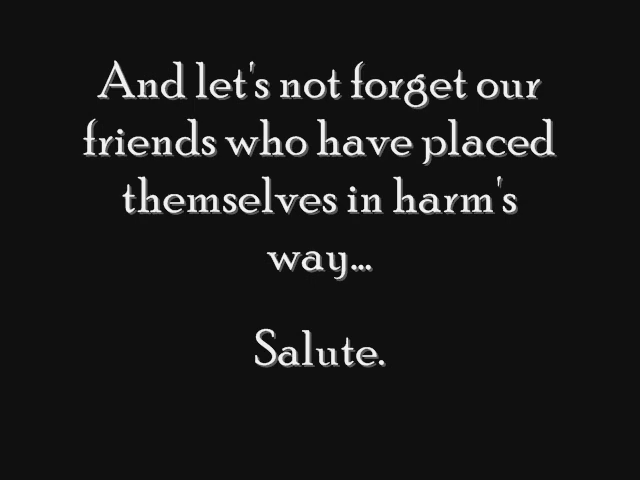 And let's not forget our
friends who have placed
themselves in harm's
way...
Salute.